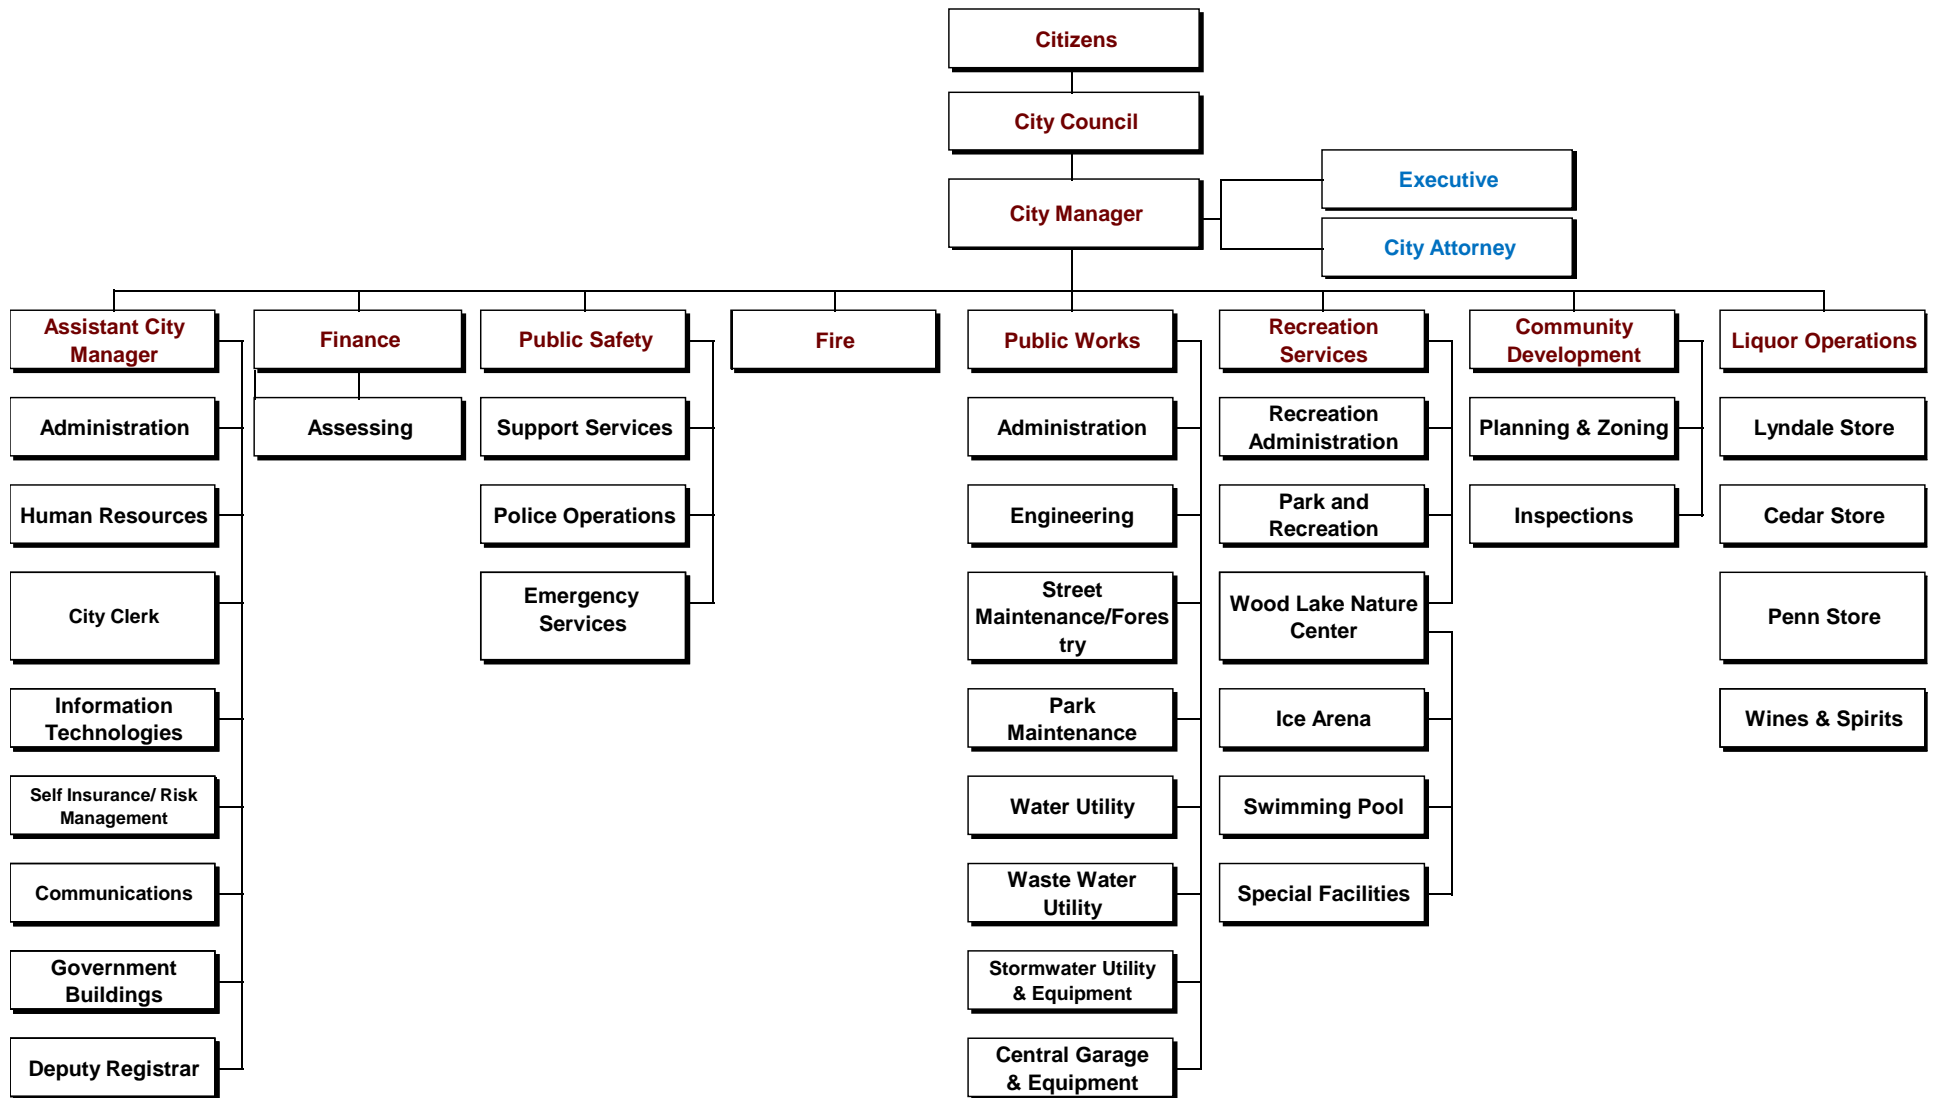 Citizens
City Council
City Manager
Executive
City Attorney
Assistant City
Manager
Finance
Public Safety
Fire
Public Works
Recreation
Services
Community
Development
Liquor Operations
Administration
Assessing
Support Services
Administration
Recreation
Administration
Planning & Zoning
Lyndale Store
Human Resources
Police Operations
Engineering
Park and
Recreation
Inspections
Cedar Store
City Clerk
Emergency
Services
Street
Maintenance/Fores
try
Wood Lake Nature
Center
Penn Store
Information
Technologies
Park
Maintenance
Ice Arena
Wines & Spirits
Self Insurance/ Risk
Management
Water Utility
Swimming Pool
Communications
Waste Water
Utility
Special Facilities
Government
Buildings
Stormwater Utility
& Equipment
Deputy Registrar
Central Garage
& Equipment